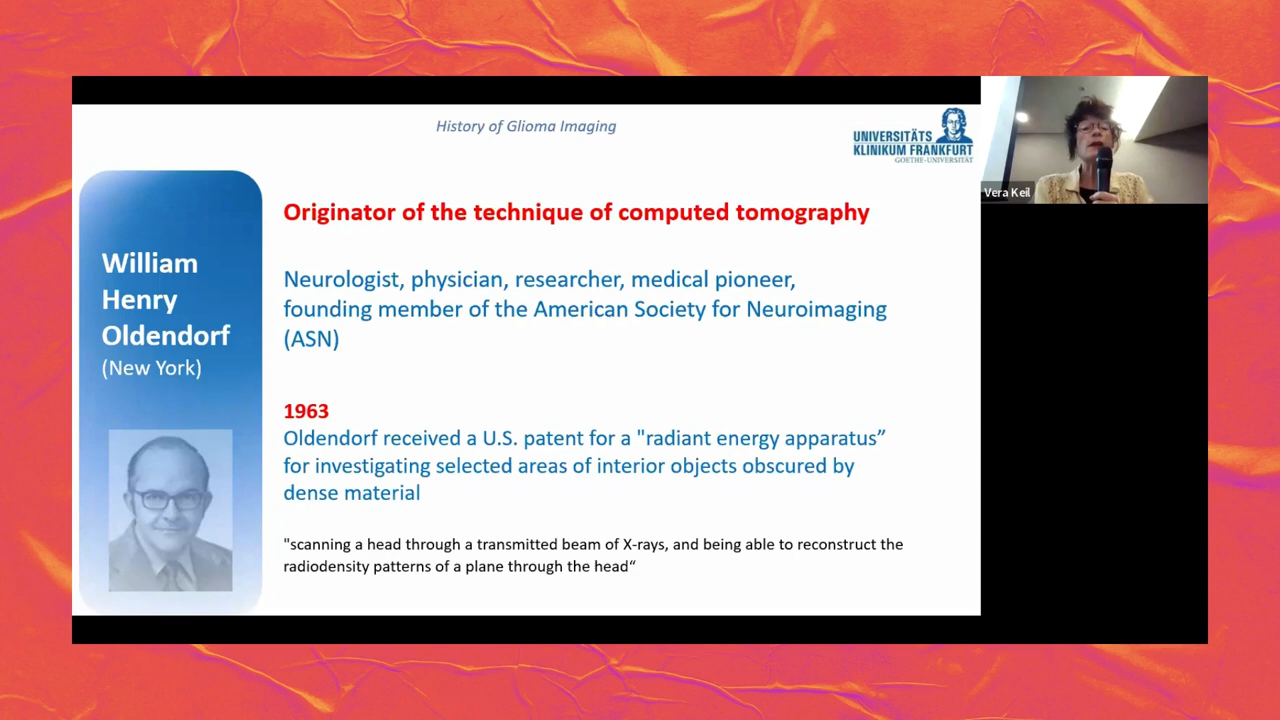 History of Glioma Imaging
UNIVERSITÄTS
KLINIKUM FRANKFURT
GOETHE-UNIVERSITÄT
Vera Keil
William
Henry
Oldendorf
(New York)
Originator of the technique of computed tomography
Neurologist, physician, researcher, medical pioneer,
founding member of the American Society for Neuroimaging
(ASN)
1963
Oldendorf received a U.S. patent for a "radiant energy apparatus”
for investigating selected areas of interior objects obscured by
dense material
"scanning a head through a transmitted beam of X-rays, and being able to reconstruct the
radiodensity patterns of a plane through the head“